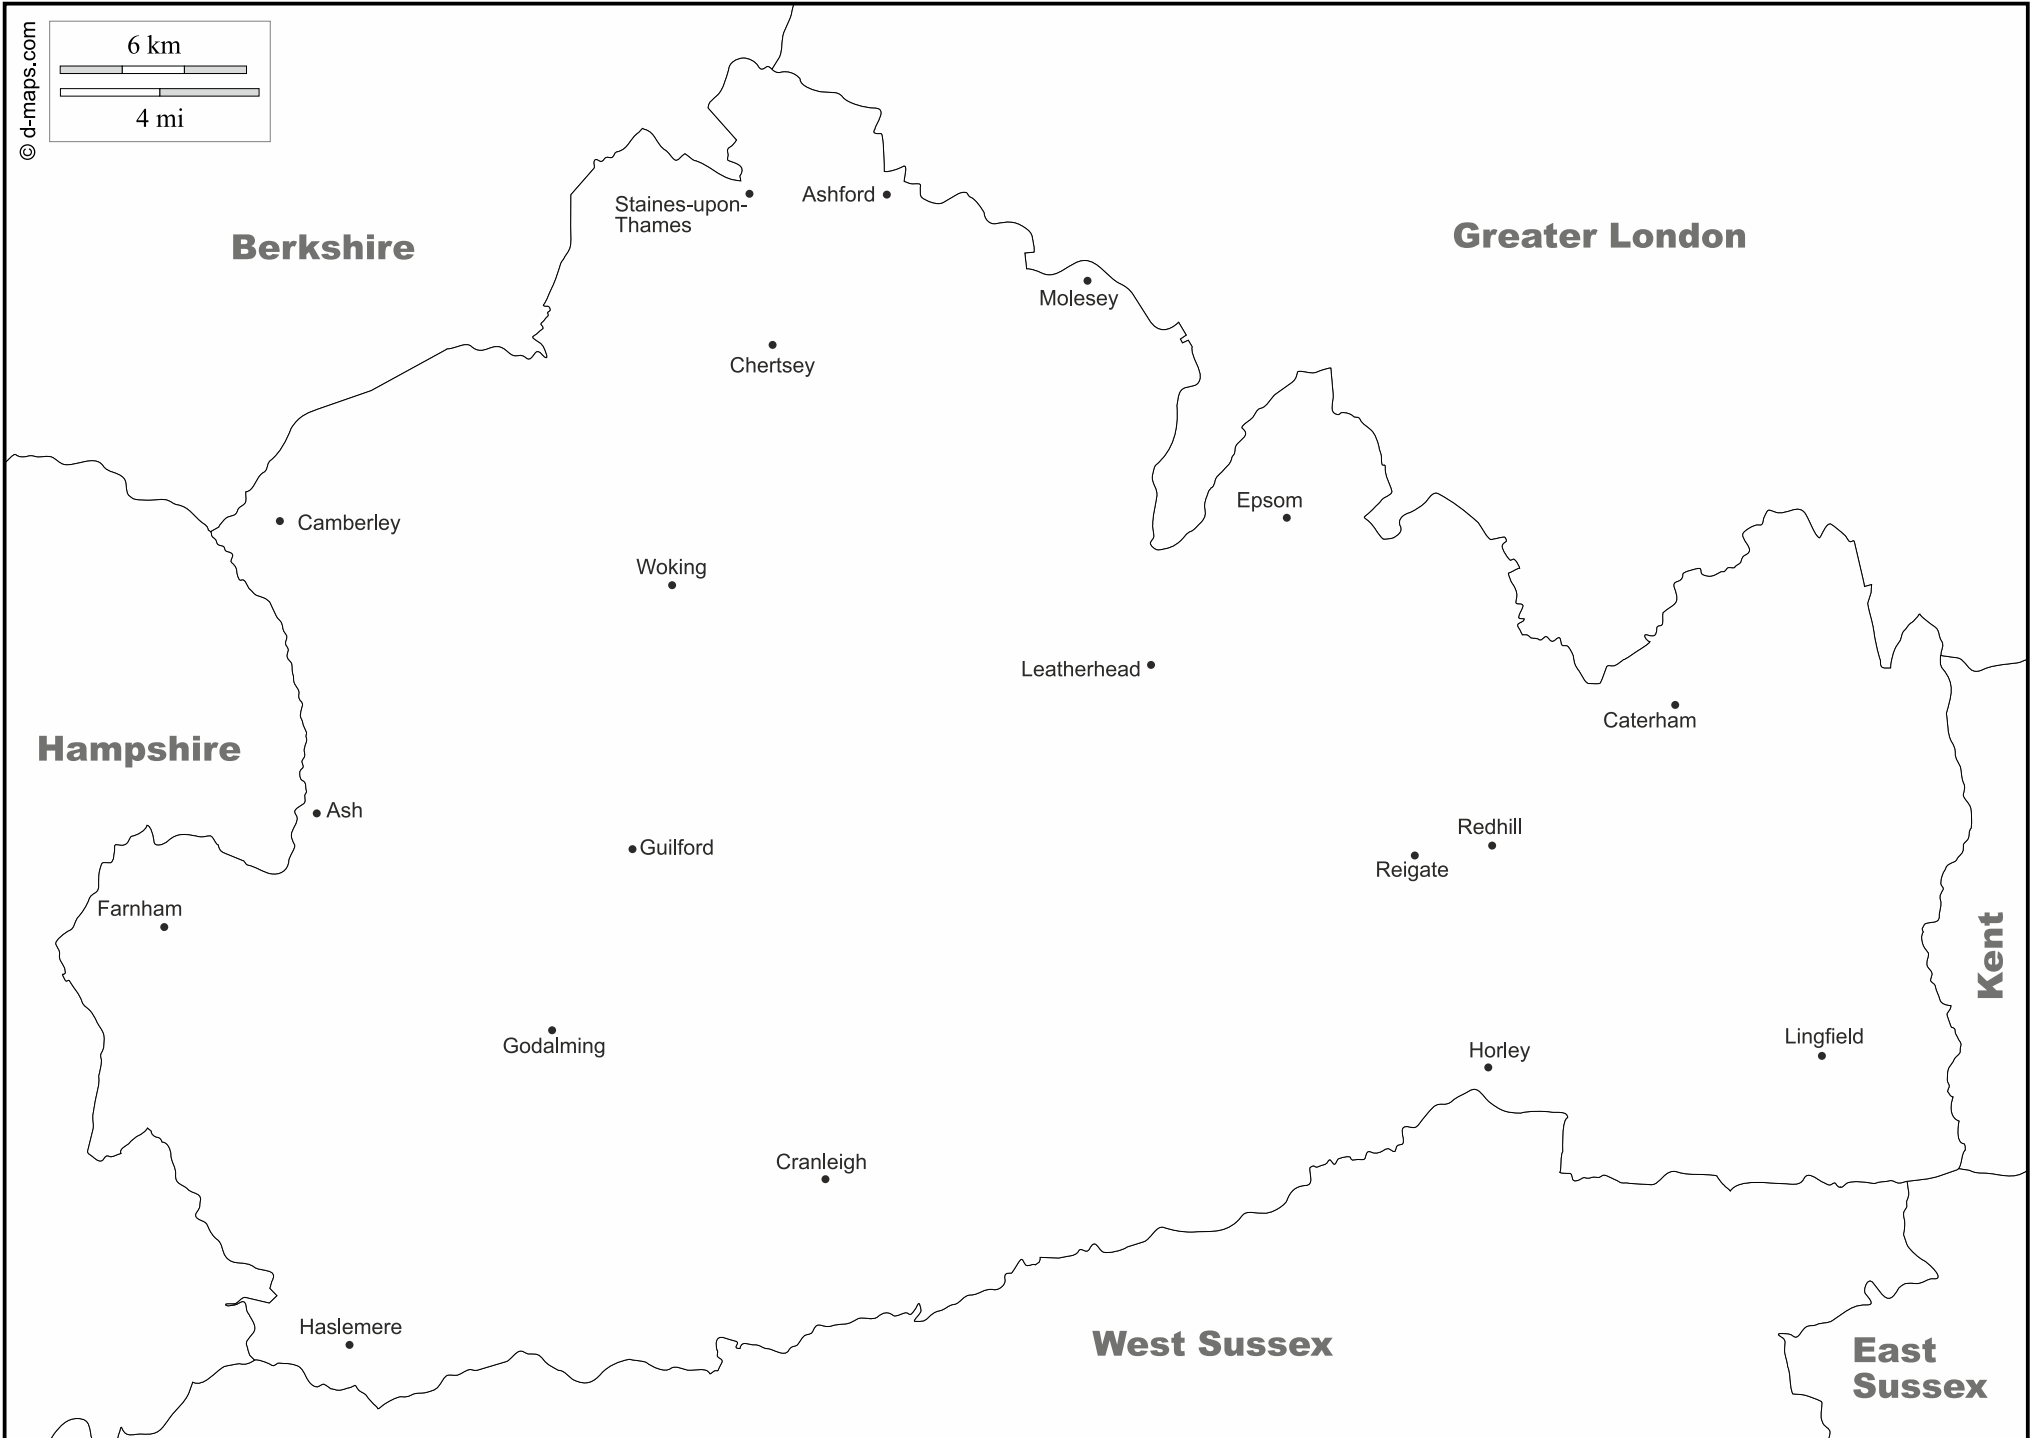 © d-maps.com
6 km
4 mi
Staines-upon-
Thames
Ashford
Berkshire
Greater London
Molesey
Chertsey
Epsom
Camberley
Woking
Leatherhead
Caterham
Hampshire
Ash
Redhill
Guilford
Reigate
Farnham
Kent
Godalming
Horley
Lingfield
Cranleigh
Haslemere
West Sussex
East
Sussex